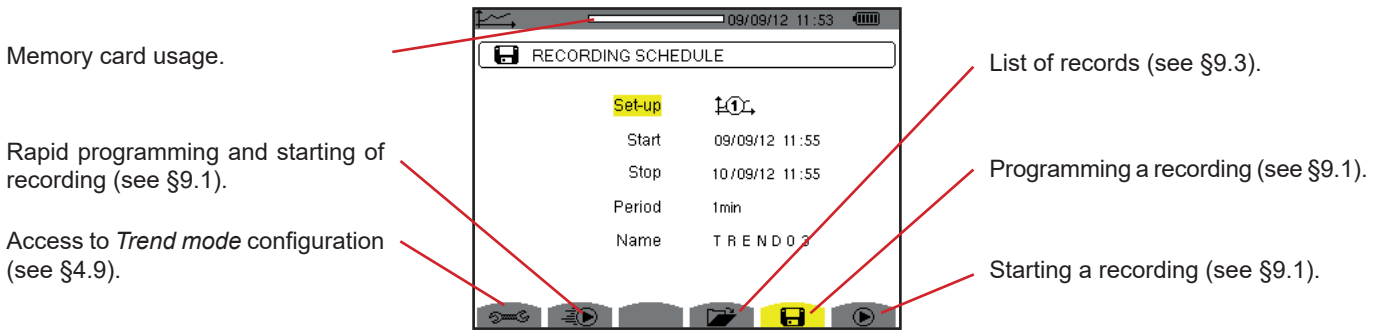 09/09/12 11:53
RECORDING SCHEDULE
Memory card usage.
List of records (see §9.3).
Set-up 1
Start 09/09/12 11:55
Rapid programming and starting of
recording (see §9.1).
Stop 10/09/12 11:55
Programming a recording (see §9.1).
Period 1min
Access to Trend mode configuration
(see §4.9).
Name TREND03
Starting a recording (see §9.1).